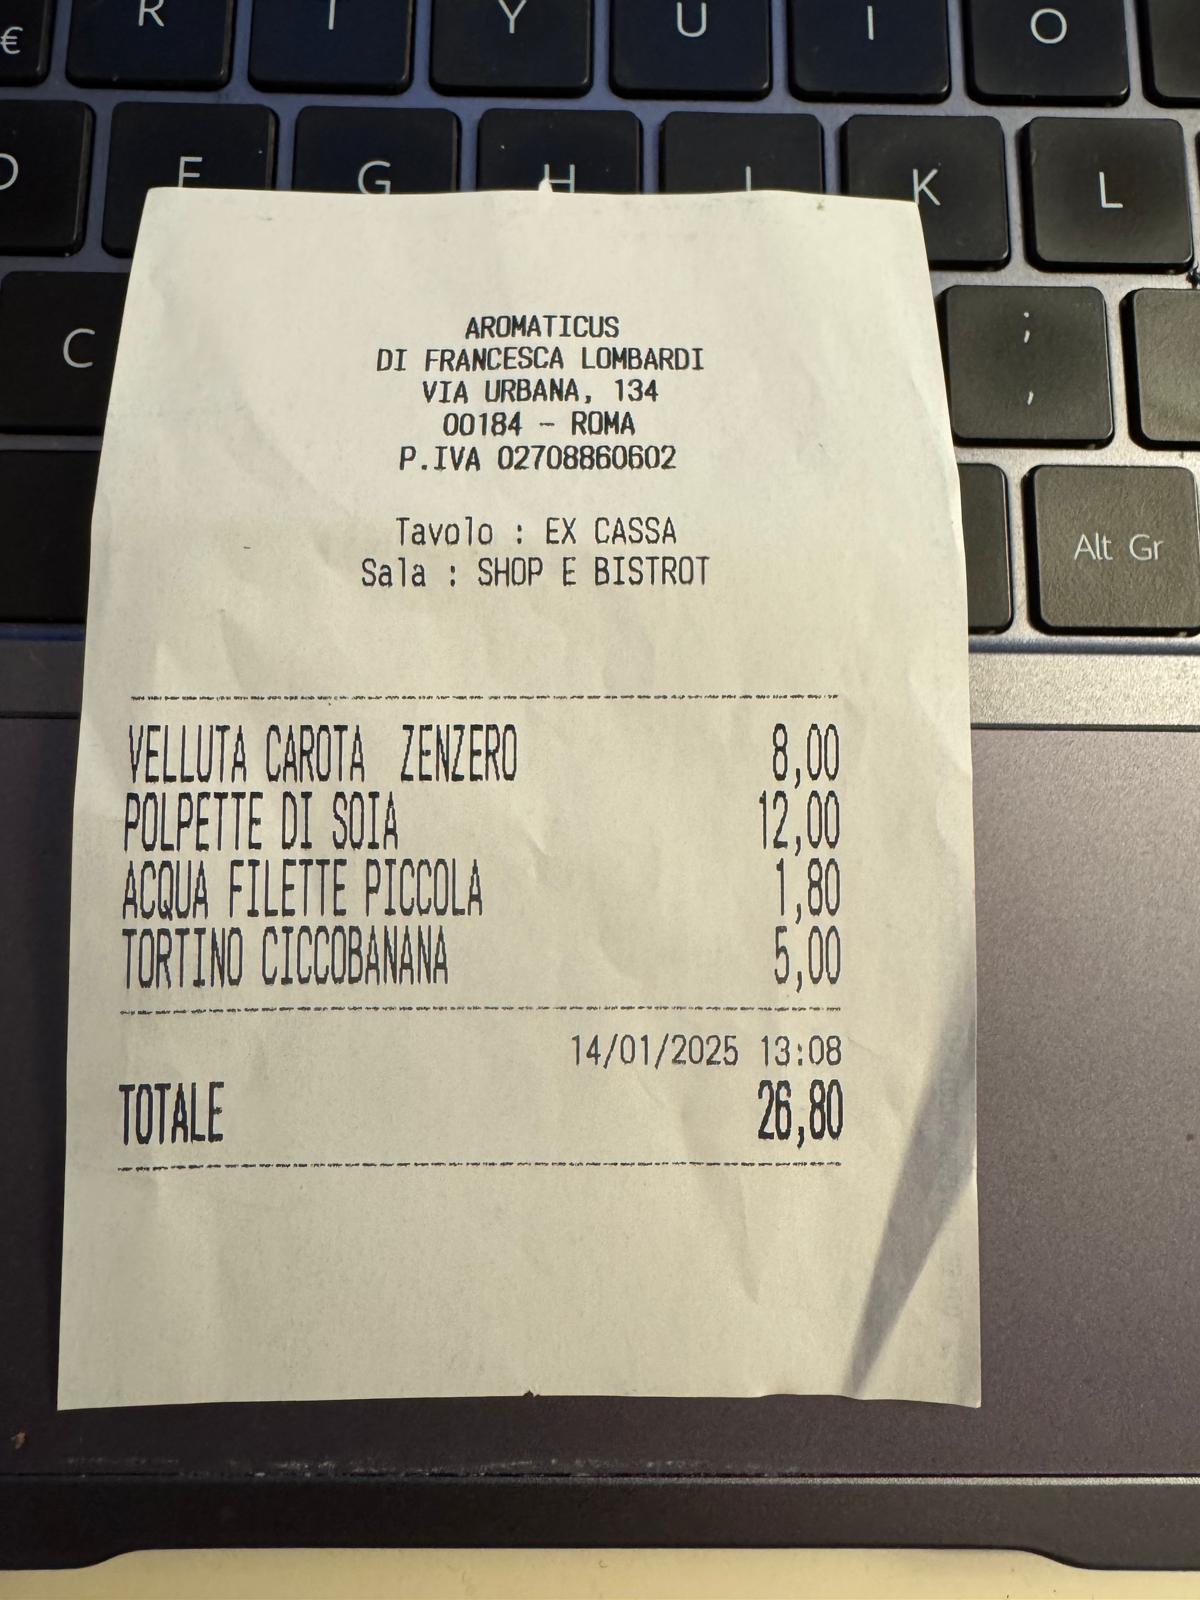 € R T Y U I O
D F G H J K L
AROMATICUS
DI FRANCESCA LOMBARDI
VIA URBANA, 134
00184 - ROMA
P.IVA 02708860602
C ; ,
Tavolo : EX CASSA
Sala : SHOP E BISTROT
Alt Gr
VELLUTA CAROTA ZENZERO 8,00
POLPETTE DI SOIA 12,00
ACQUA FILETTE PICCOLA 1,80
TORTINO CICCOBANANA 5,00
14/01/2025 13:08
TOTALE 26,80